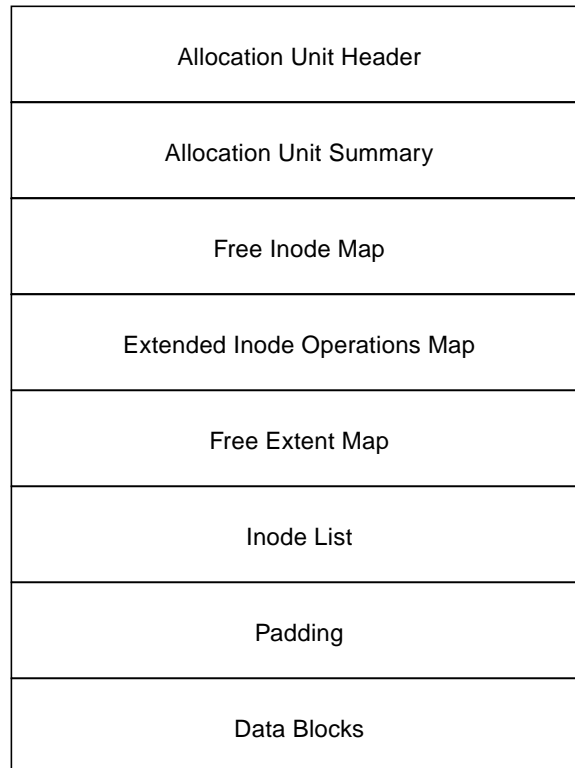 Allocation Unit Header
Allocation Unit Summary
Free Inode Map
Extended Inode Operations Map
Free Extent Map
Inode List
Padding
Data Blocks